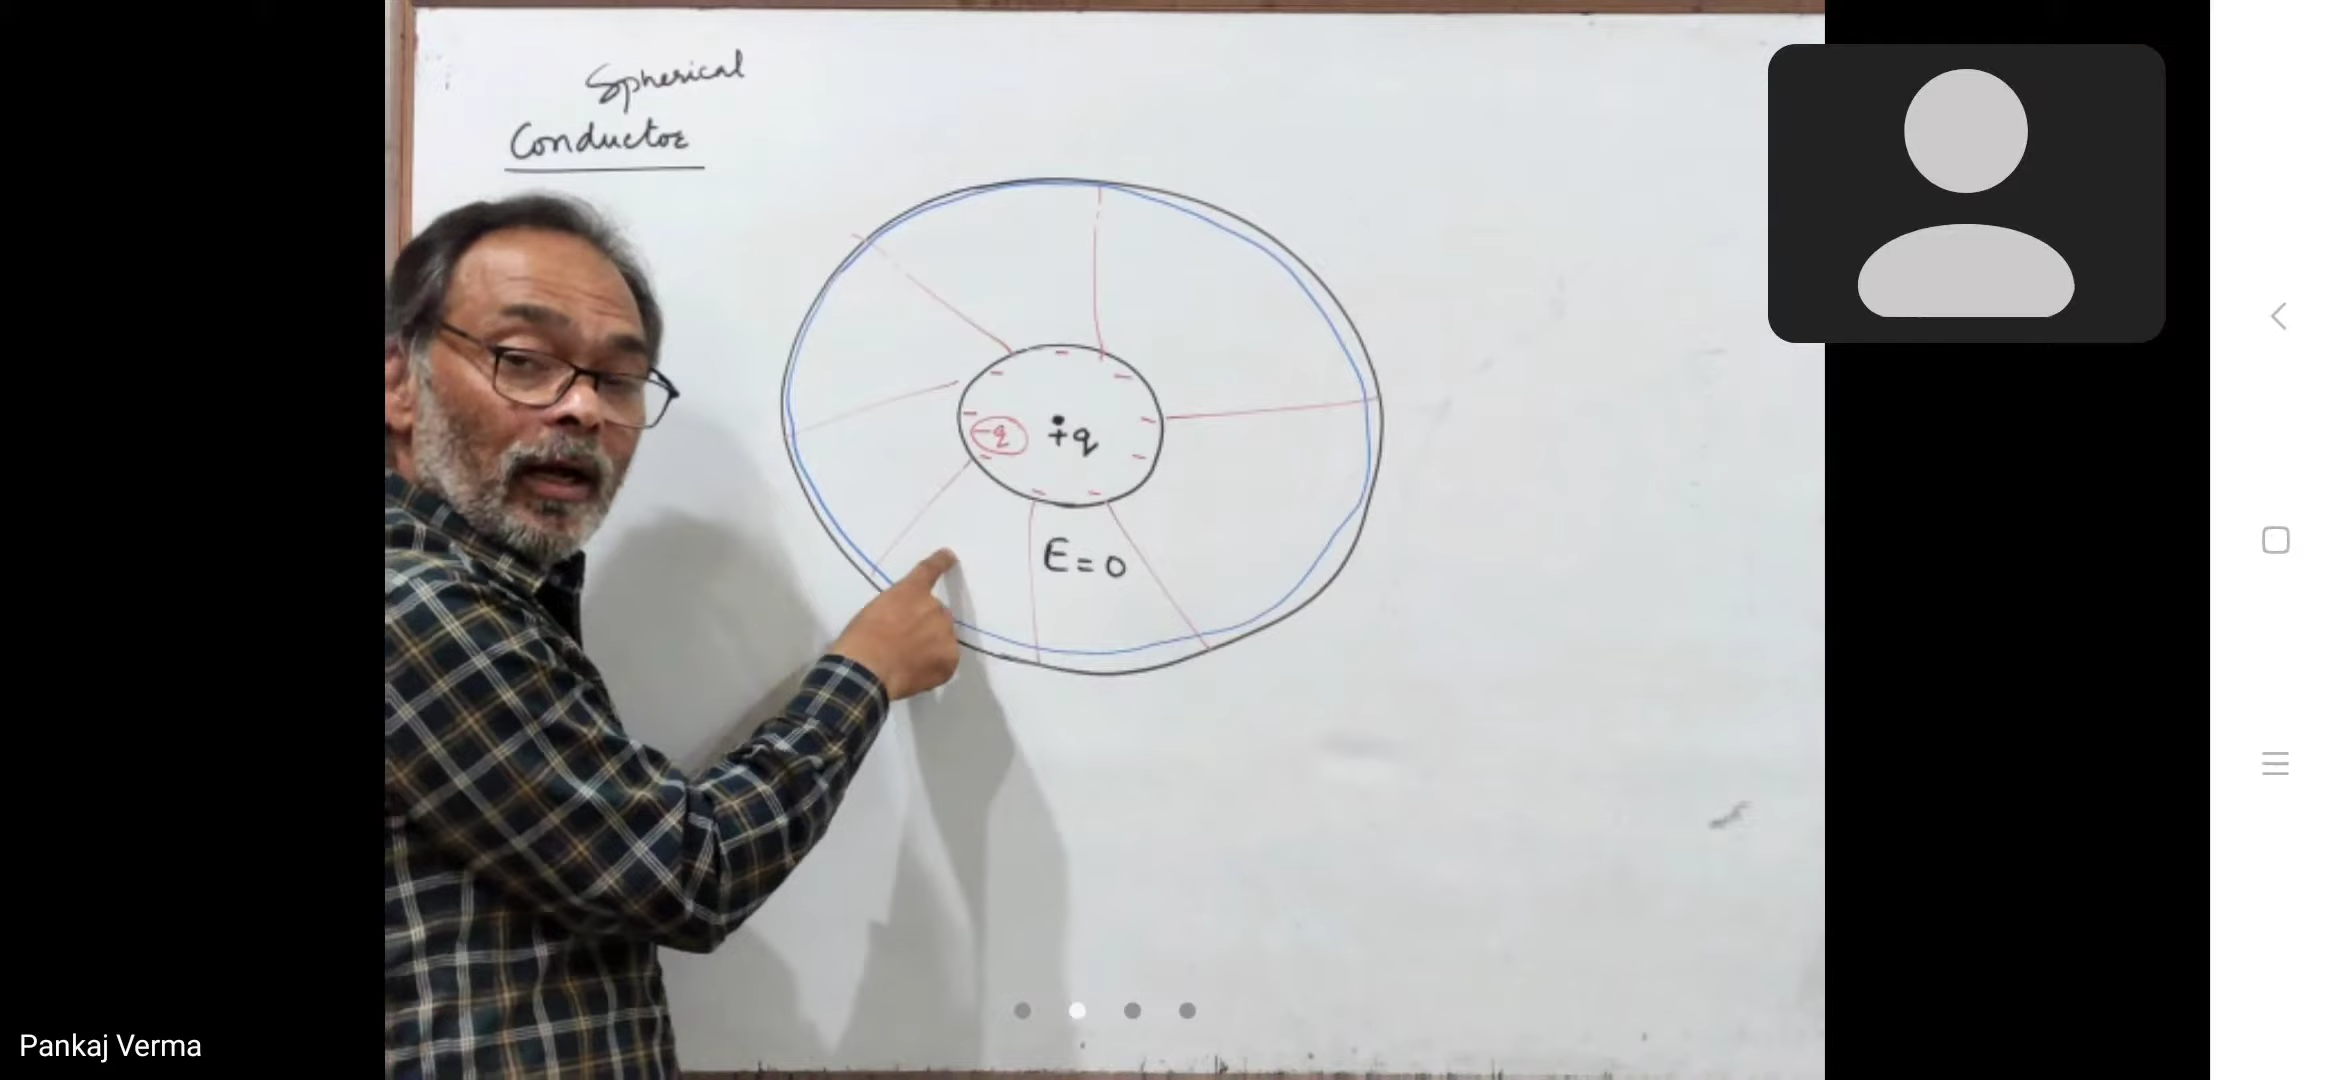 Spherical
Conductor
-q
+q
E = 0
Pankaj Verma